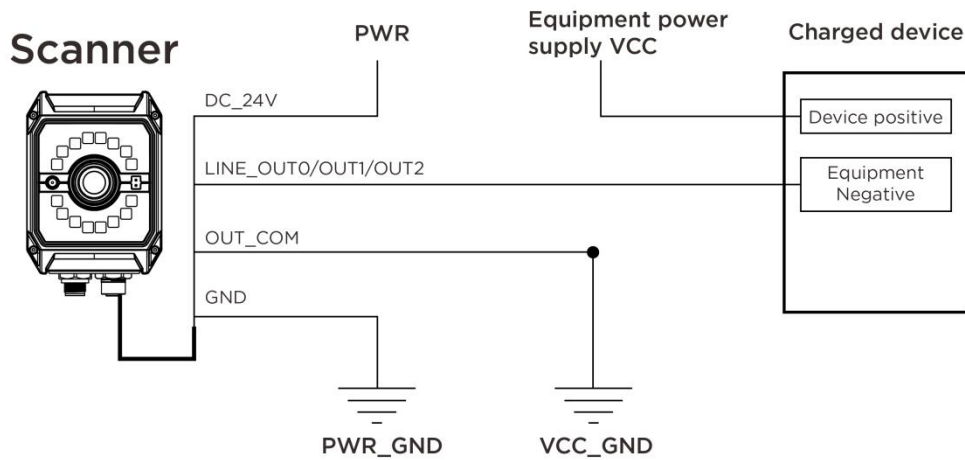 Scanner
PWR
Equipment power
supply VCC
Charged device
DC_24V
Device positive
LINE_OUT0/OUT1/OUT2
Equipment
Negative
OUT_COM
GND
PWR_GND
VCC_GND